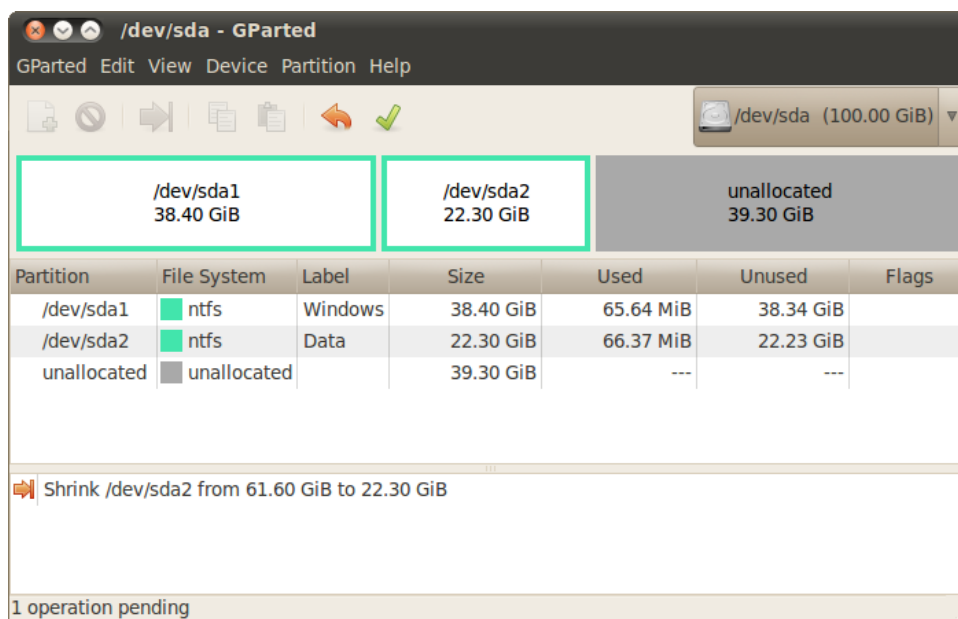 /dev/sda - GParted
GParted Edit View Device Partition Help
/dev/sda (100.00 GiB)
/dev/sda1
38.40 GiB
/dev/sda2
22.30 GiB
unallocated
39.30 GiB
Partition File System Label Size Used Unused Flags
/dev/sda1 ntfs Windows 38.40 GiB 65.64 MiB 38.34 GiB
/dev/sda2 ntfs Data 22.30 GiB 66.37 MiB 22.23 GiB
unallocated unallocated 39.30 GiB --- ---
Shrink /dev/sda2 from 61.60 GiB to 22.30 GiB
1 operation pending